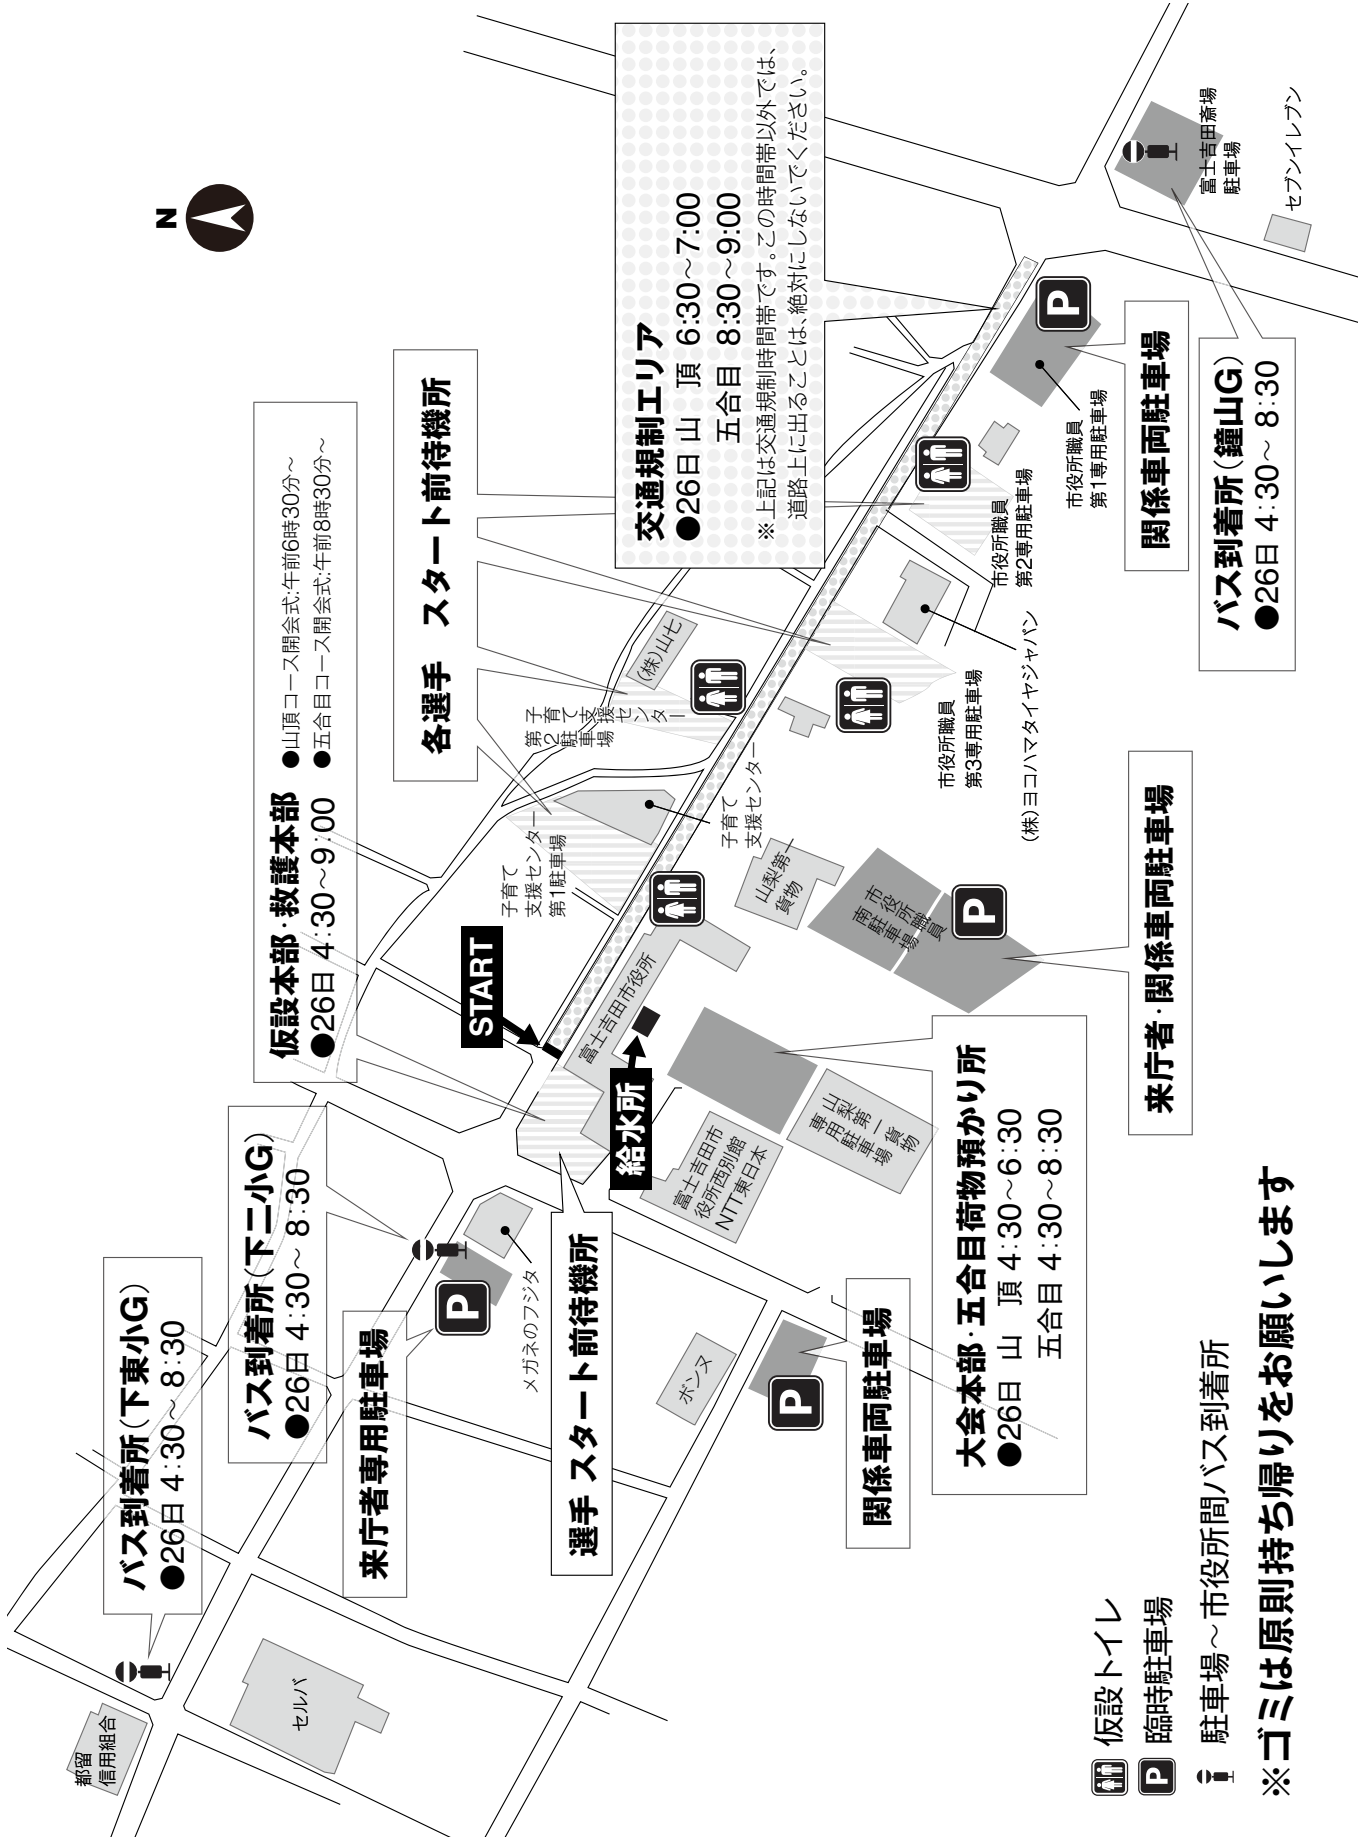 N
バス到着所(下東小G)
●26日 4:30～ 8:30
バス到着所(下二小G)
●26日 4:30～ 8:30
仮設本部・救護本部
●26日 4:30～9:00
●山頂コース開会式:午前6時30分～
●五合目コース開会式:午前8時30分～
各選手 スタート前待機所
交通規制エリア
●26日 山 頂 6:30～7:00
五合目 8:30～9:00
※上記は交通規制時間帯です。この時間帯以外では、
道路上に出ることは、絶対にしないでください。
来庁者専用駐車場
選手 スタート前待機所
START
給水所
都留
信用組合
セルバ
メガネのフジタ
ボンヌ
富士吉田市役所
富士吉田市
役所西別館
NTT東日本
山梨第一貨物
専用駐車場
山梨第一
貨物
市役所職員
南駐車場
子育て
支援センター
第1駐車場
子育て支援センター
第2駐車場
子育て
支援センター
(株)山七
市役所職員
第3専用駐車場
(株)ヨコハマタイヤジャパン
市役所職員
第2専用駐車場
市役所職員
第1専用駐車場
富士吉田斎場
駐車場
セブンイレブン
P
P
P
P
関係車両駐車場
バス到着所(鐘山G)
●26日 4:30～ 8:30
来庁者・関係車両駐車場
大会本部・五合目荷物預かり所
●26日 山 頂 4:30～6:30
五合目 4:30～8:30
関係車両駐車場
仮設トイレ
P 臨時駐車場
駐車場～市役所間バス到着所
※ゴミは原則持ち帰りをお願いします